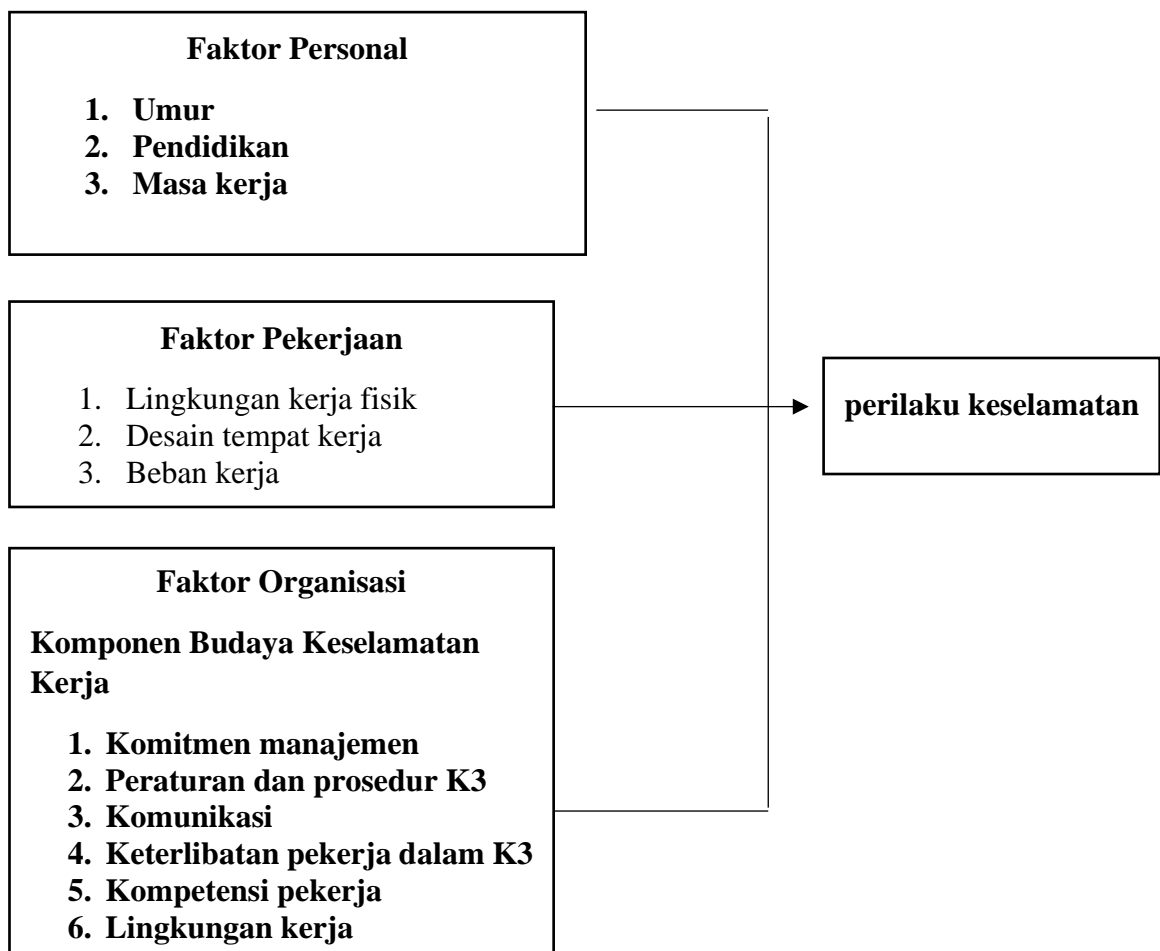 Faktor Personal
1. Umur
2. Pendidikan
3. Masa kerja
Faktor Pekerjaan
1. Lingkungan kerja fisik
2. Desain tempat kerja
3. Beban kerja
perilaku keselamatan
Faktor Organisasi
Komponen Budaya Keselamatan
Kerja
1. Komitmen manajemen
2. Peraturan dan prosedur K3
3. Komunikasi
4. Keterlibatan pekerja dalam K3
5. Kompetensi pekerja
6. Lingkungan kerja